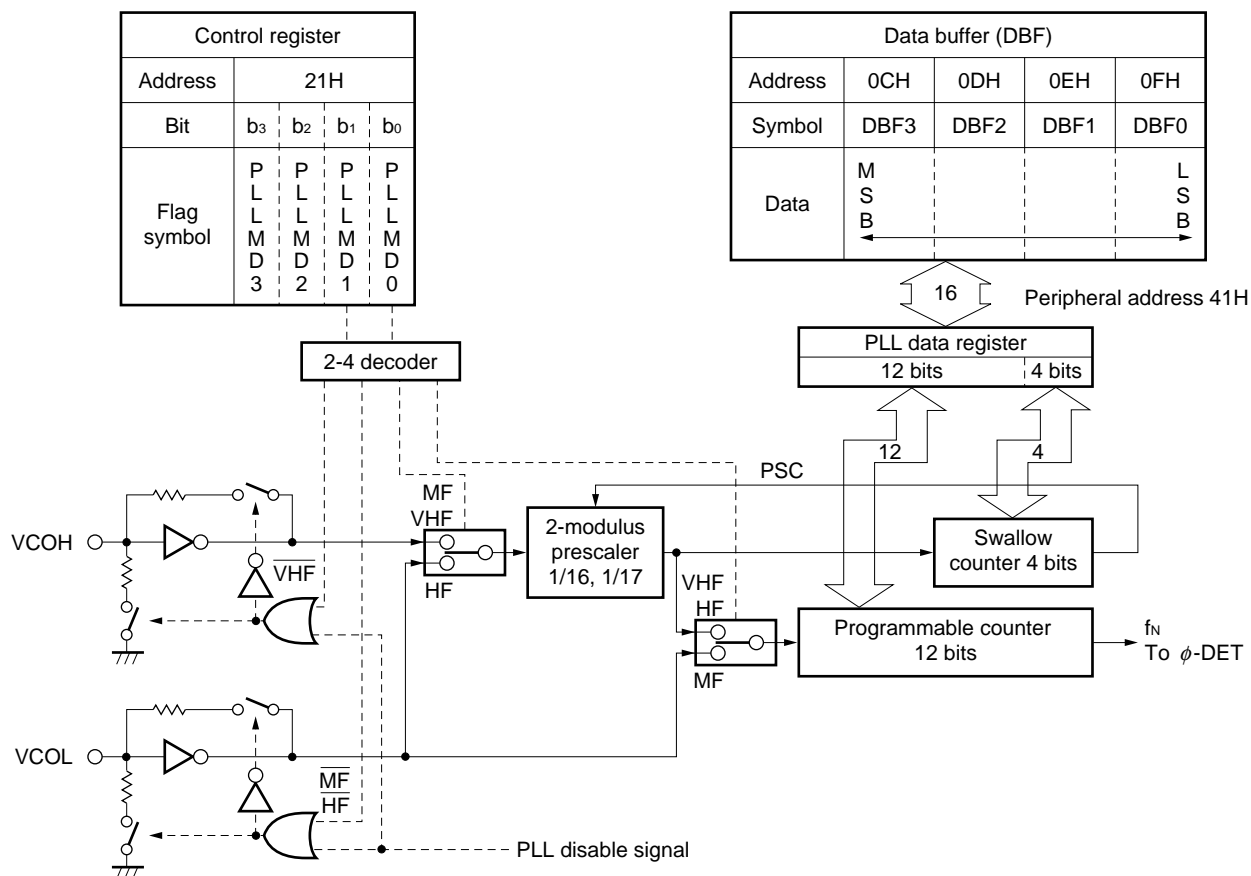 Control register
Address 21H
Bit b3 b2 b1 b0
Flag symbol PLLMD3 PLLMD2 PLLMD1 PLLMD0
Data buffer (DBF)
Address 0CH 0DH 0EH 0FH
Symbol DBF3 DBF2 DBF1 DBF0
Data MSB LSB
16
Peripheral address 41H
2-4 decoder
PLL data register
12 bits 4 bits
12
4
PSC
MF
VHF
HF
VCOH
VHF
2-modulus
prescaler
1/16, 1/17
Swallow
counter 4 bits
VHF
HF
MF
Programmable counter
12 bits
fN
To ϕ-DET
VCOL
MF
HF
PLL disable signal